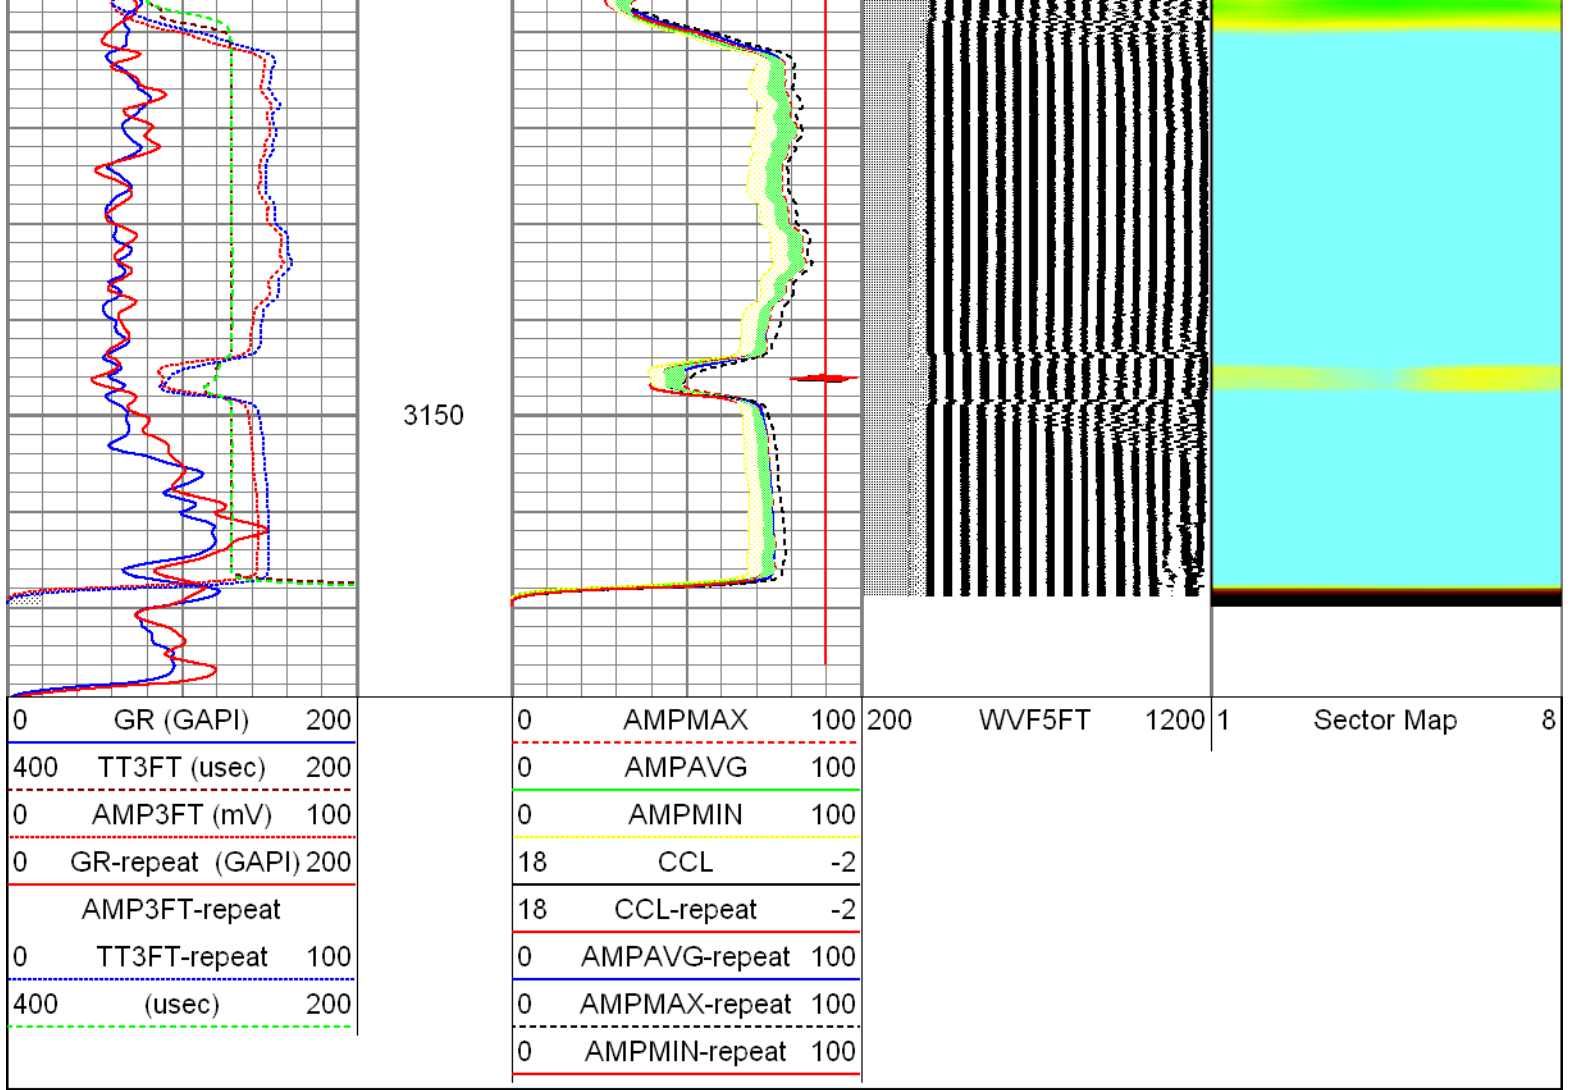 3150
0 GR (GAPI) 200
400 TT3FT (usec) 200
0 AMP3FT (mV) 100
0 GR-repeat (GAPI) 200
AMP3FT-repeat
0 TT3FT-repeat 100
400 (usec) 200
0 AMPMAX 100
0 AMPAVG 100
0 AMPMIN 100
18 CCL -2
18 CCL-repeat -2
0 AMPAVG-repeat 100
0 AMPMAX-repeat 100
0 AMPMIN-repeat 100
200 WVF5FT 1200
1 Sector Map 8